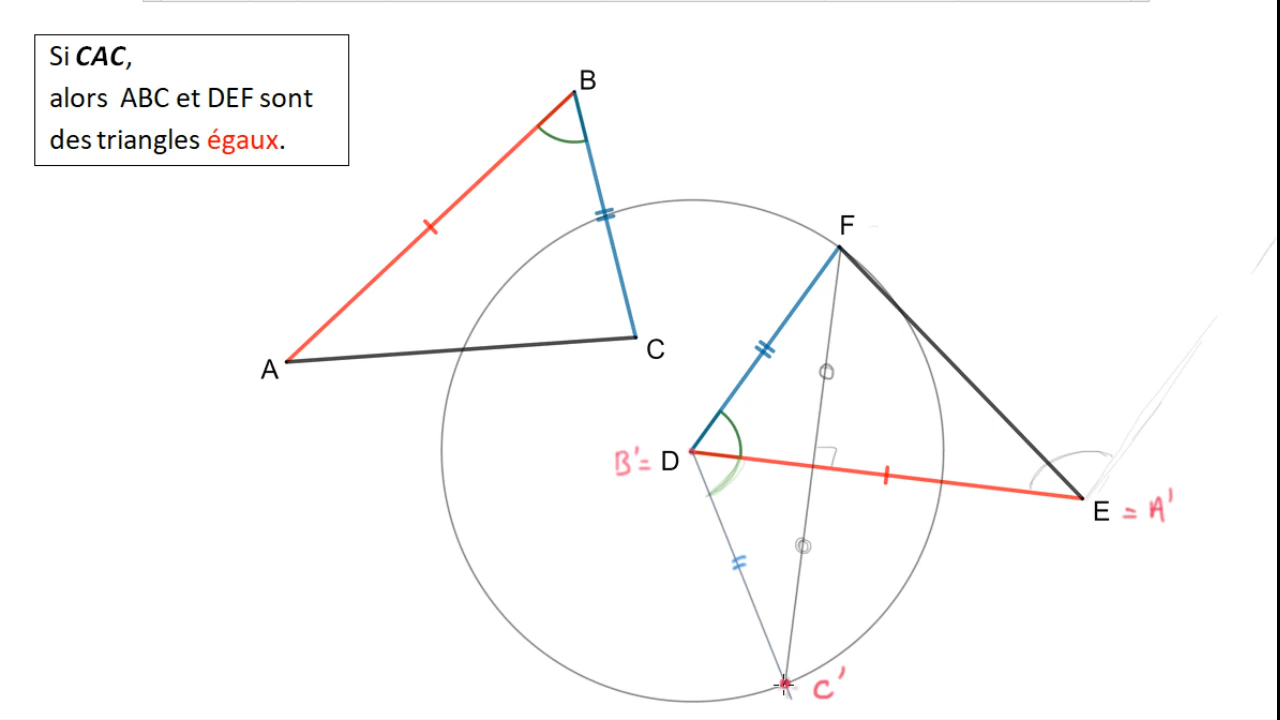 Si CAC,
alors ABC et DEF sont
des triangles égaux.
B
F
A
C
B'= D
E = A'
C'